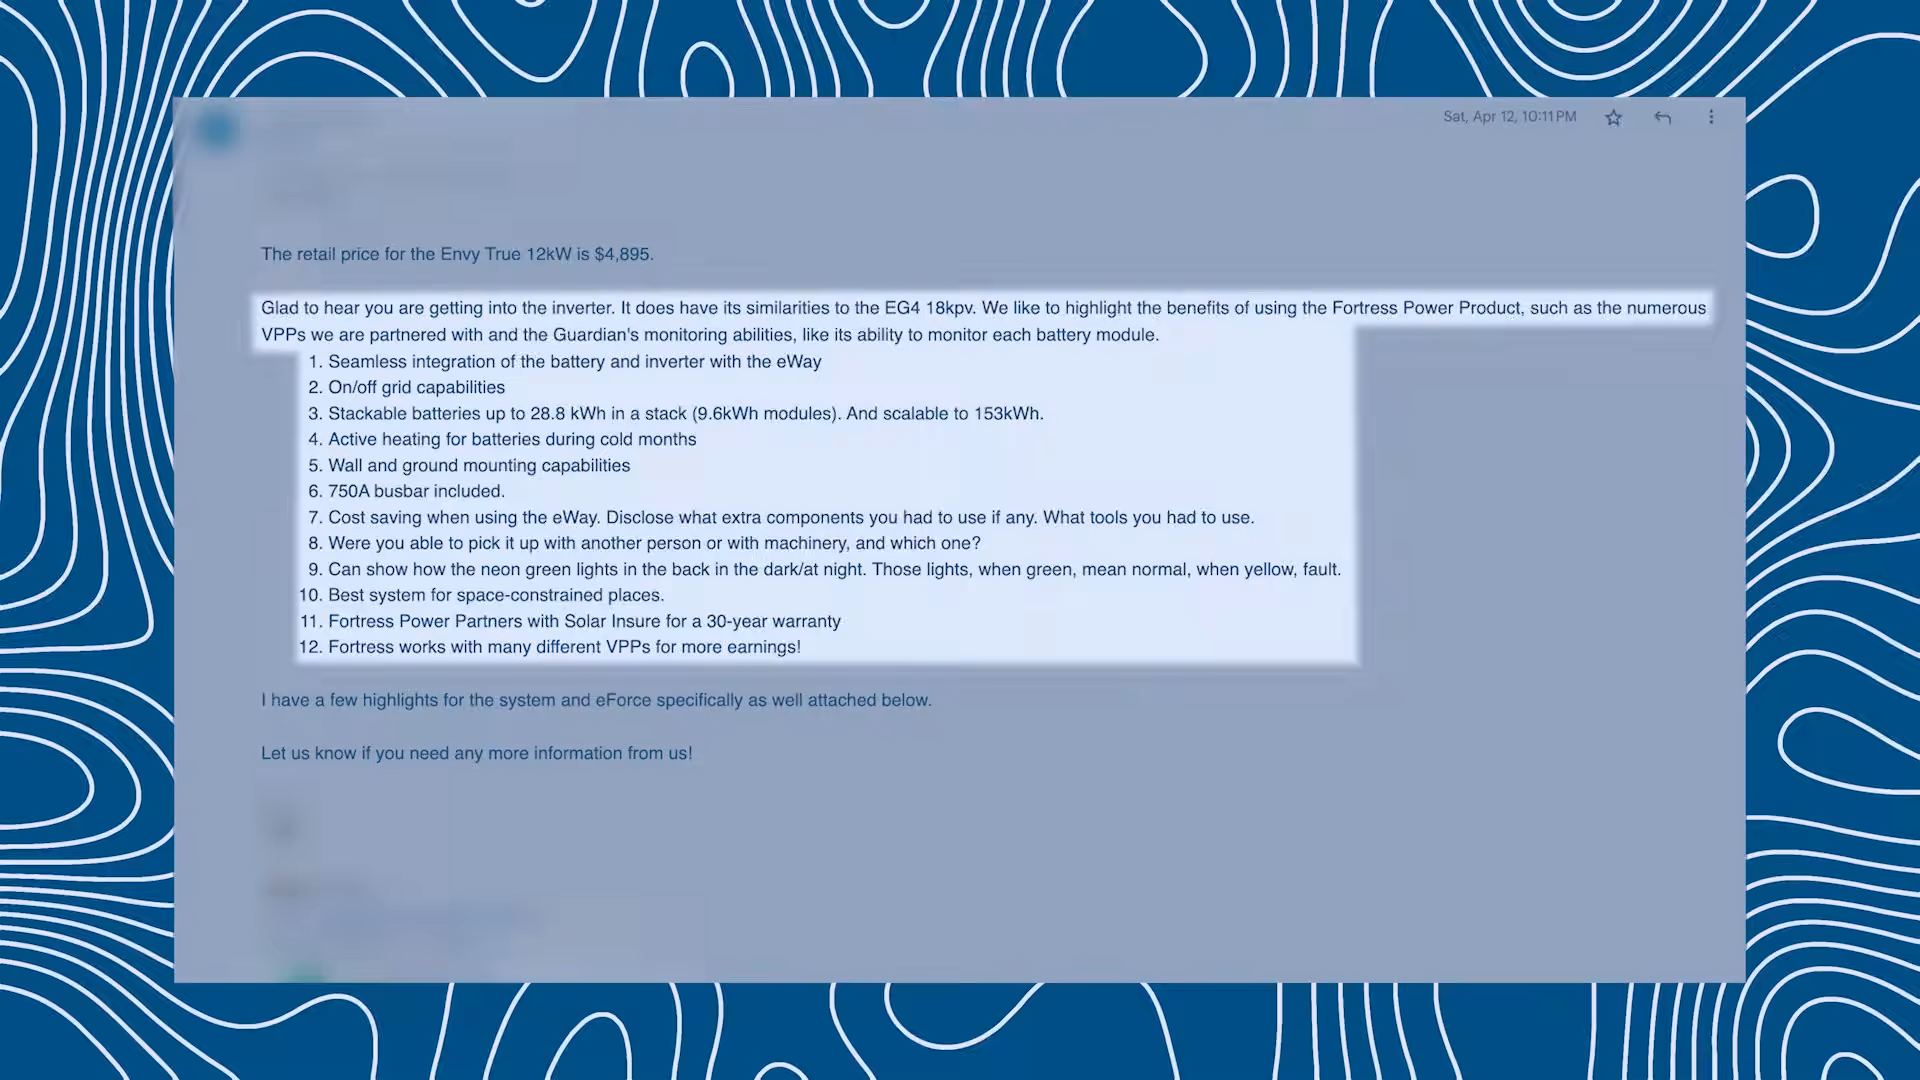 Sat, Apr 12, 10:11 PM
The retail price for the Envy True 12kW is $4,895.
Glad to hear you are getting into the inverter. It does have its similarities to the EG4 18kpv. We like to highlight the benefits of using the Fortress Power Product, such as the numerous
VPPs we are partnered with and the Guardian's monitoring abilities, like its ability to monitor each battery module.
1. Seamless integration of the battery and inverter with the eWay
2. On/off grid capabilities
3. Stackable batteries up to 28.8 kWh in a stack (9.6kWh modules). And scalable to 153kWh.
4. Active heating for batteries during cold months
5. Wall and ground mounting capabilities
6. 750A busbar included.
7. Cost saving when using the eWay. Disclose what extra components you had to use if any. What tools you had to use.
8. Were you able to pick it up with another person or with machinery, and which one?
9. Can show how the neon green lights in the back in the dark/at night. Those lights, when green, mean normal, when yellow, fault.
10. Best system for space-constrained places.
11. Fortress Power Partners with Solar Insure for a 30-year warranty
12. Fortress works with many different VPPs for more earnings!
I have a few highlights for the system and eForce specifically as well attached below.
Let us know if you need any more information from us!